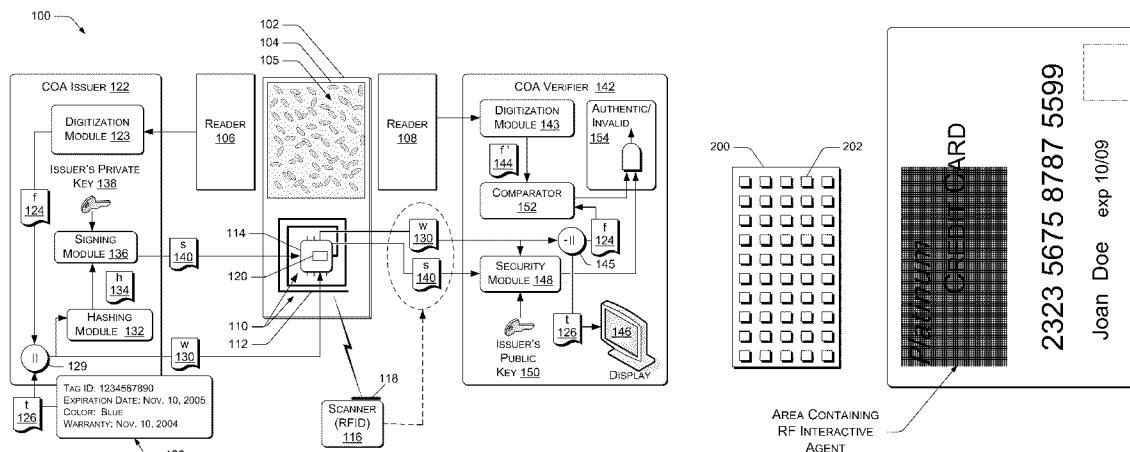 100
102
104
105
COA ISSUER 122
DIGITIZATION
MODULE 123
READER
106
READER
108
COA VERIFIER 142
DIGITIZATION
MODULE 143
AUTHENTIC/
INVALID
154
f'
144
COMPARATOR
152
ISSUER'S PRIVATE
KEY 138
f
124
SIGNING
MODULE
136
s
140
h
134
HASHING
MODULE 132
||
129
w
130
t
126
TAG ID: 1234567890
EXPIRATION DATE: NOV. 10, 2005
COLOR: BLUE
WARRANTY: NOV. 10, 2004
114
120
110
112
w
130
s
140
118
SCANNER
(RFID)
116
f
124
-||
145
SECURITY
MODULE 148
ISSUER'S
PUBLIC
KEY 150
t
126
146
DISPLAY
200
202
Platinum
CREDIT CARD
2323 5675 8787 5599
Joan Doe exp 10/09
AREA CONTAINING
RF INTERACTIVE
AGENT